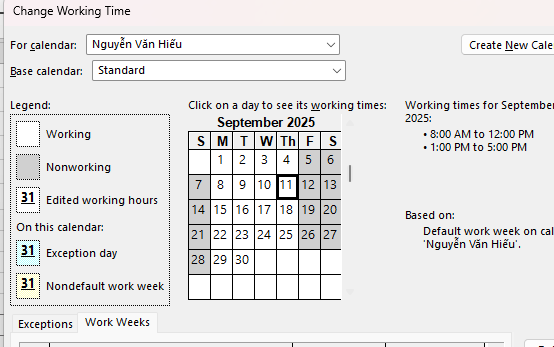 Change Working Time
For calendar: Nguyễn Văn Hiếu
Create New Cale
Base calendar: Standard
Legend:
Working
Nonworking
31 Edited working hours
On this calendar:
31 Exception day
31 Nondefault work week
Click on a day to see its working times:
September 2025
S M T W Th F S
1 2 3 4 5 6
7 8 9 10 11 12 13
14 15 16 17 18 19 20
21 22 23 24 25 26 27
28 29 30
Working times for September
2025:
• 8:00 AM to 12:00 PM
• 1:00 PM to 5:00 PM
Based on:
Default work week on cal
'Nguyễn Văn Hiếu'.
Exceptions Work Weeks